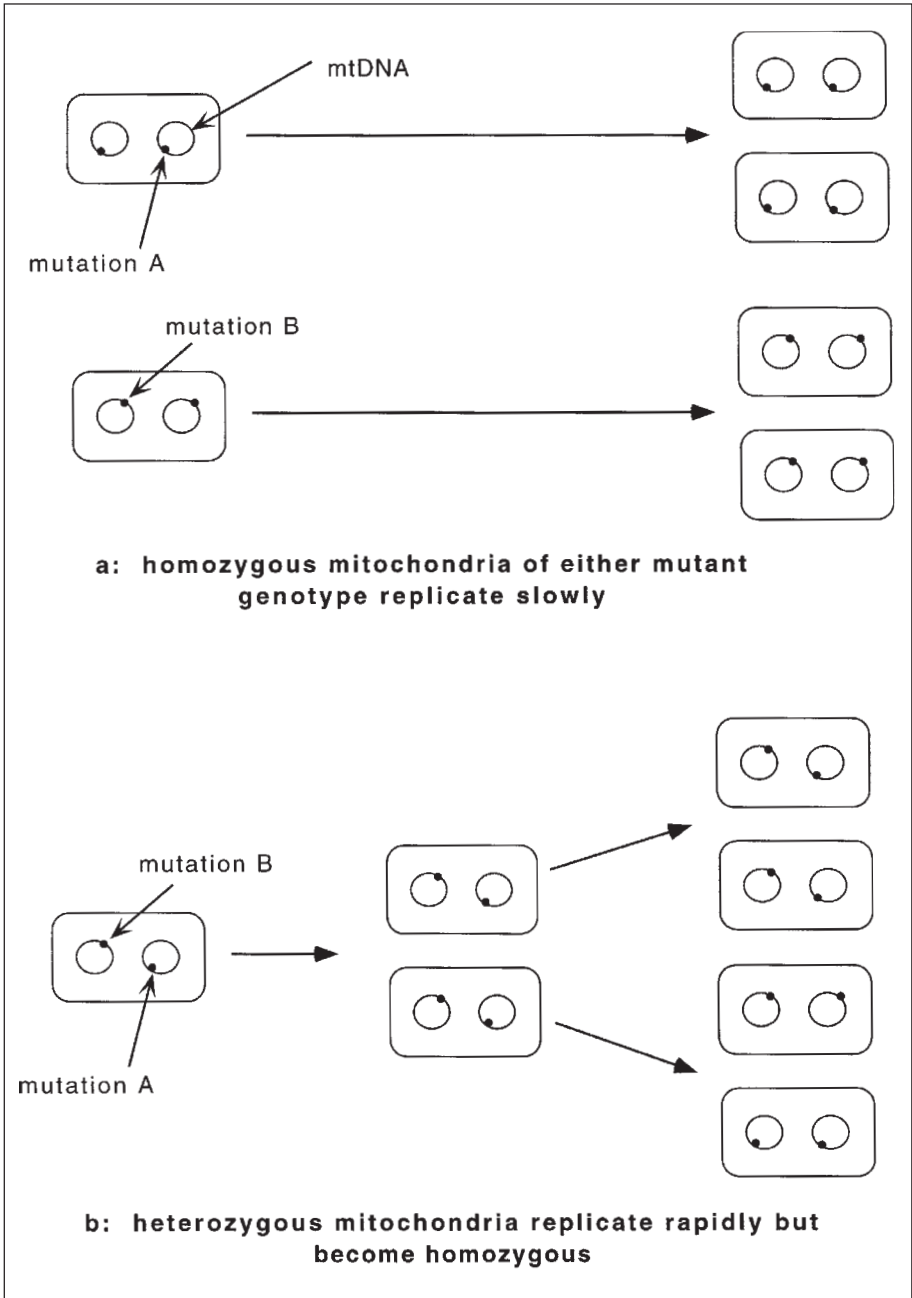 mtDNA
mutation A
mutation B
a: homozygous mitochondria of either mutant
genotype replicate slowly
mutation B
mutation A
b: heterozygous mitochondria replicate rapidly but
become homozygous